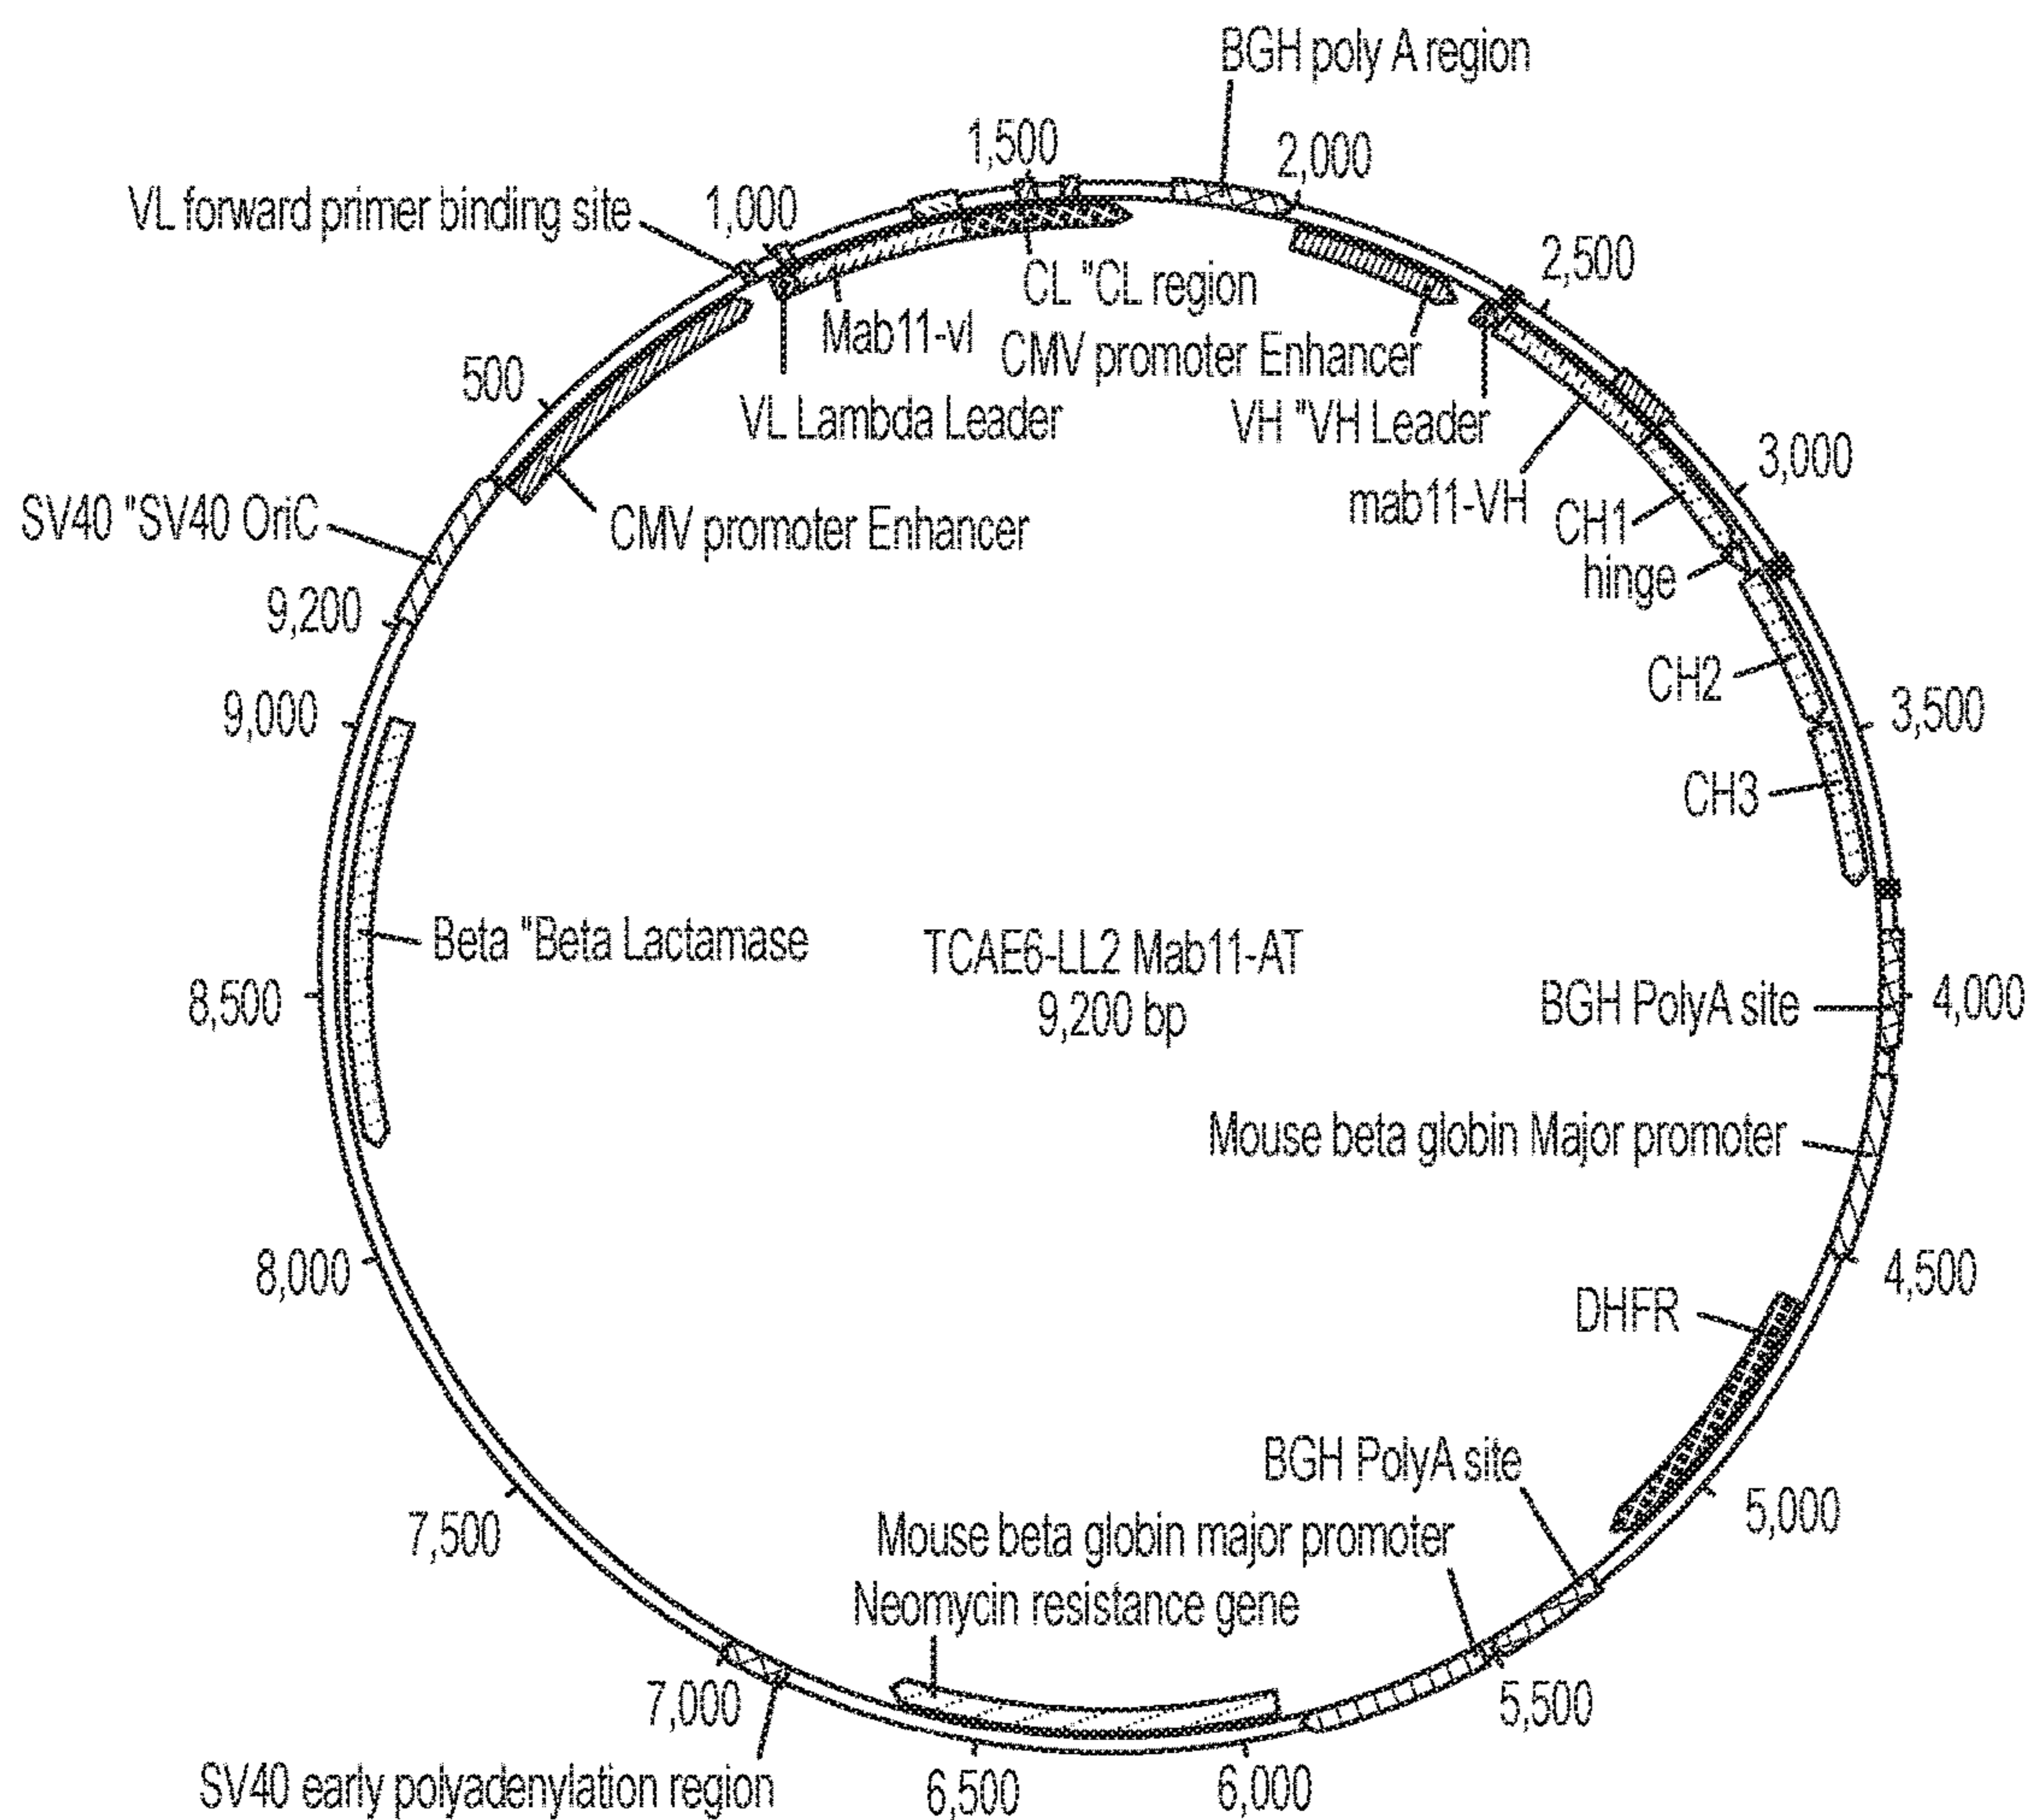 BGH poly A region
1,500
2,000
VL forward primer binding site
1,000
2,500
CL "CL region
Mab11-vl
CMV promoter Enhancer
500
VL Lambda Leader
VH "VH Leader
3,000
mab11-VH
SV40 "SV40 OriC
CMV promoter Enhancer
CH1
hinge
9,200
CH2
9,000
3,500
CH3
Beta "Beta Lactamase
TCAE6-LL2 Mab11-AT
9,200 bp
8,500
BGH PolyA site
4,000
Mouse beta globin Major promoter
8,000
4,500
DHFR
BGH PolyA site
5,000
7,500
Mouse beta globin major promoter
Neomycin resistance gene
7,000
5,500
SV40 early polyadenylation region
6,500
6,000